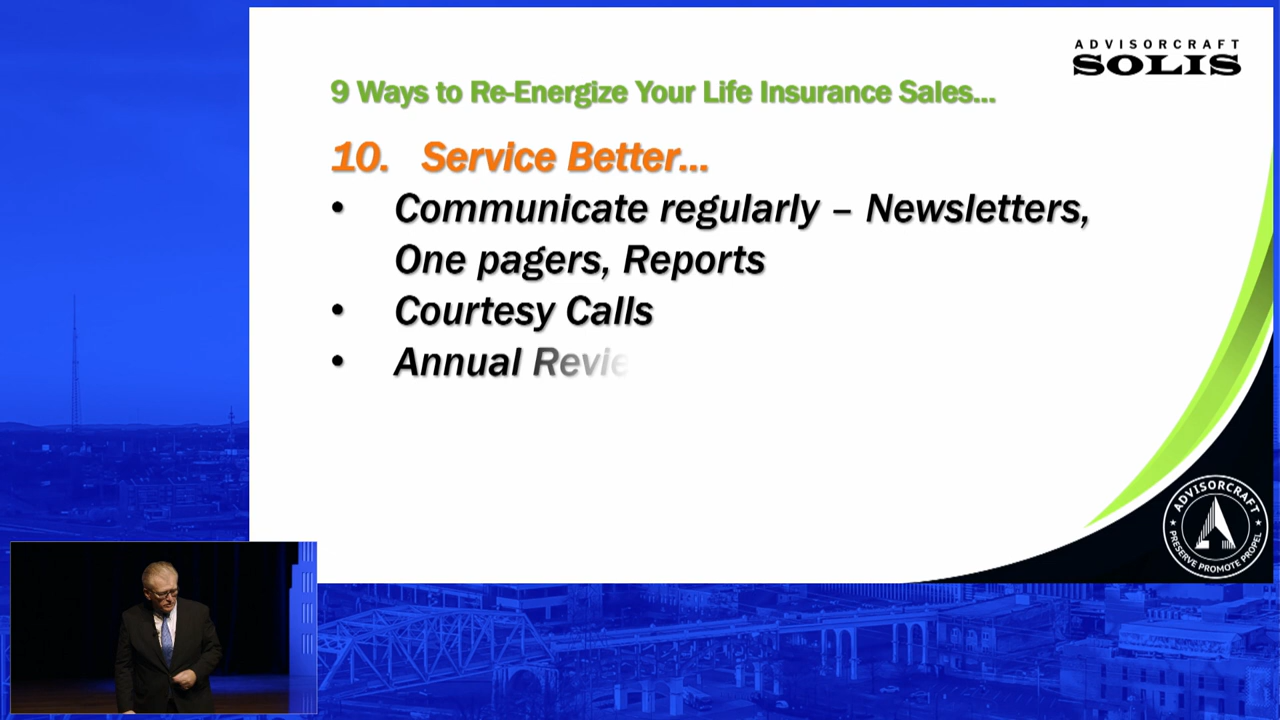 ADVISORCRAFT
SOLIS
9 Ways to Re-Energize Your Life Insurance Sales...
10. Service Better...
• Communicate regularly – Newsletters,
One pagers, Reports
• Courtesy Calls
• Annual Revie
ADVISORCRAFT
PRESERVE PROMOTE PROPEL